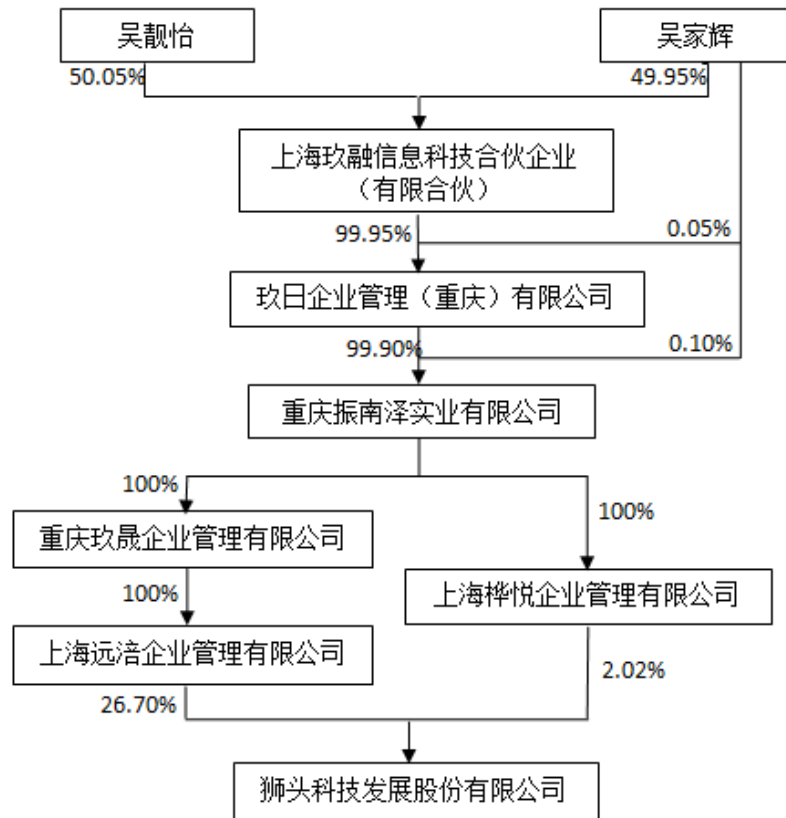 吴靓怡
吴家辉
50.05%
49.95%
上海玖融信息科技合伙企业
（有限合伙）
99.95%
0.05%
玖日企业管理（重庆）有限公司
99.90%
0.10%
重庆振南泽实业有限公司
100%
100%
重庆玖晟企业管理有限公司
100%
上海桦悦企业管理有限公司
上海远涪企业管理有限公司
26.70%
2.02%
狮头科技发展股份有限公司